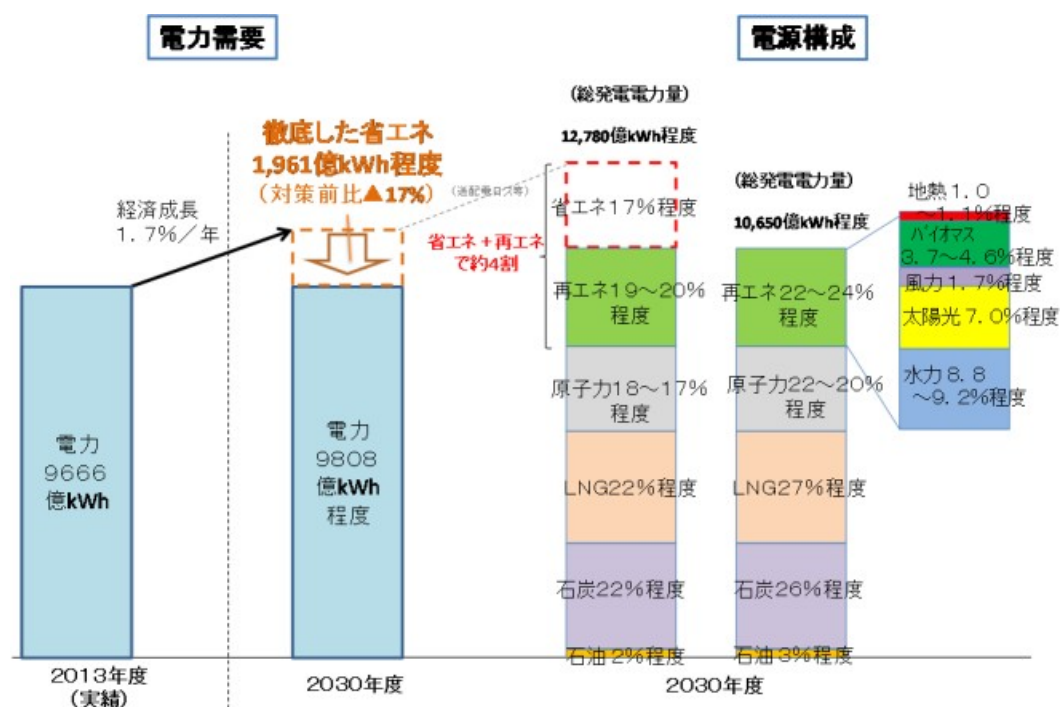 電力需要
電源構成
徹底した省エネ
1,961億kWh程度
(対策前比▲17%)
経済成長
1.7%/年
(送配電ロス等)
省エネ+再エネ
で約4割
電力
9666
億kWh
電力
9808
億kWh
程度
(総発電電力量)
12,780億kWh程度
省エネ17%程度
再エネ19~20%
程度
原子力18~17%
程度
LNG22%程度
石炭22%程度
石油2%程度
(総発電電力量)
10,650億kWh程度
再エネ22~24%
程度
原子力22~20%
程度
LNG27%程度
石炭26%程度
石油3%程度
地熱1.0
~1.1%程度
バイオマス
3.7~4.6%程度
風力1.7%程度
太陽光7.0%程度
水力8.8
~9.2%程度
2013年度
(実績)
2030年度
2030年度